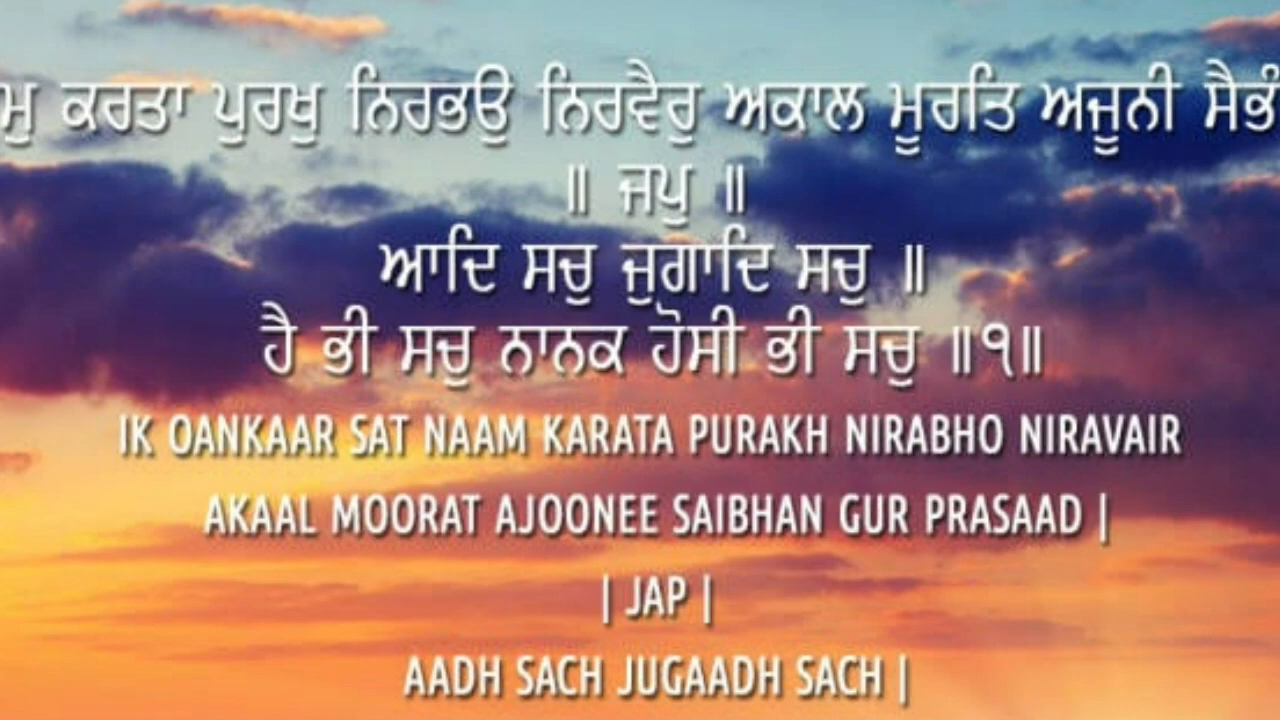 ਮੁ ਕਰਤਾ ਪੁਰਖੁ ਨਿਰਭਉ ਨਿਰਵੈਰੁ ਅਕਾਲ ਮੂਰਤਿ ਅਜੂਨੀ ਸੈਭੰ
॥ ਜਪੁ ॥
ਆਦਿ ਸਚੁ ਜੁਗਾਦਿ ਸਚੁ ॥
ਹੈ ਭੀ ਸਚੁ ਨਾਨਕ ਹੋਸੀ ਭੀ ਸਚੁ ॥੧॥
IK OANKAAR SAT NAAM KARATA PURAKH NIRABHO NIRAVAIR
AKAAL MOORAT AJOONEE SAIBHAN GUR PRASAAD |
| JAP |
AADH SACH JUGAADH SACH |